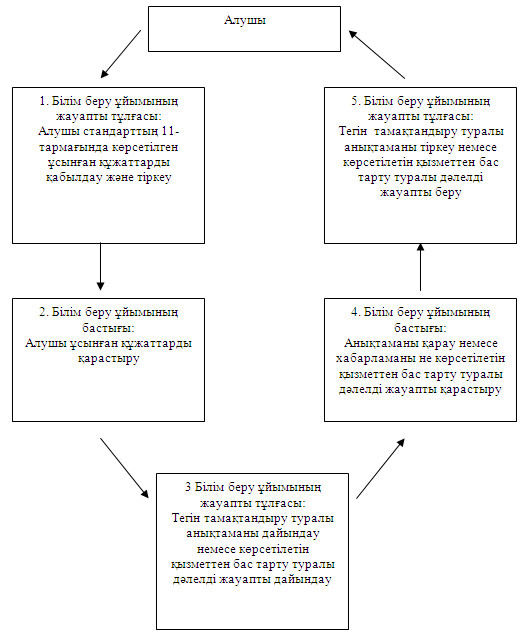 Алушы
1. Білім беру ұйымының
жауапты тұлғасы:
Алушы стандарттың 11-
тармағында көрсетілген
ұсынған құжаттарды
қабылдау және тіркеу
2. Білім беру ұйымының
бастығы:
Алушы ұсынған құжаттарды
қарастыру
3 Білім беру ұйымының
жауапты тұлғасы:
Тегін тамақтандыру туралы
анықтаманы дайындау
немесе көрсетілетін
қызметтен бас тарту туралы
дәлелді жауапты дайындау
4. Білім беру ұйымының
бастығы:
Анықтаманы қарау немесе
хабарламаны не көрсетілетін
қызметтен бас тарту туралы
дәлелді жауапты қарастыру
5. Білім беру ұйымының
жауапты тұлғасы:
Тегін тамақтандыру туралы
анықтаманы тіркеу немесе
көрсетілетін қызметтен бас
тарту туралы дәлелді
жауапты беру